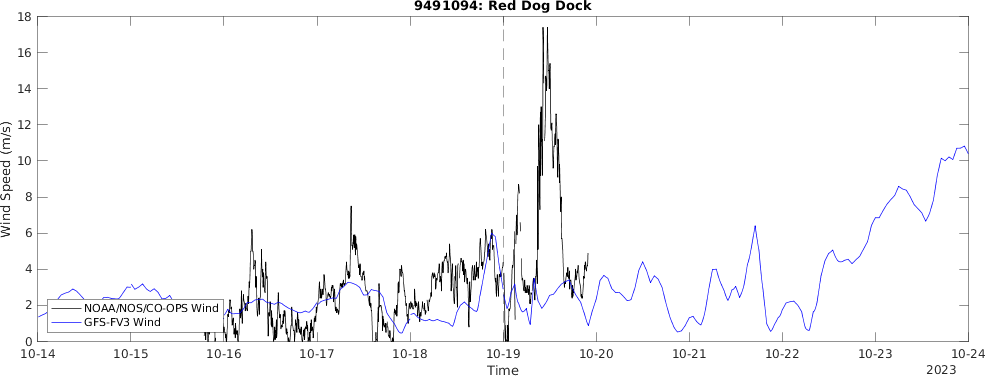 9491094: Red Dog Dock
Wind Speed (m/s)
18
16
14
12
10
8
6
4
2
0
NOAA/NOS/CO-OPS Wind
GFS-FV3 Wind
10-14 10-15 10-16 10-17 10-18 10-19 10-20 10-21 10-22 10-23 10-24
Time
2023